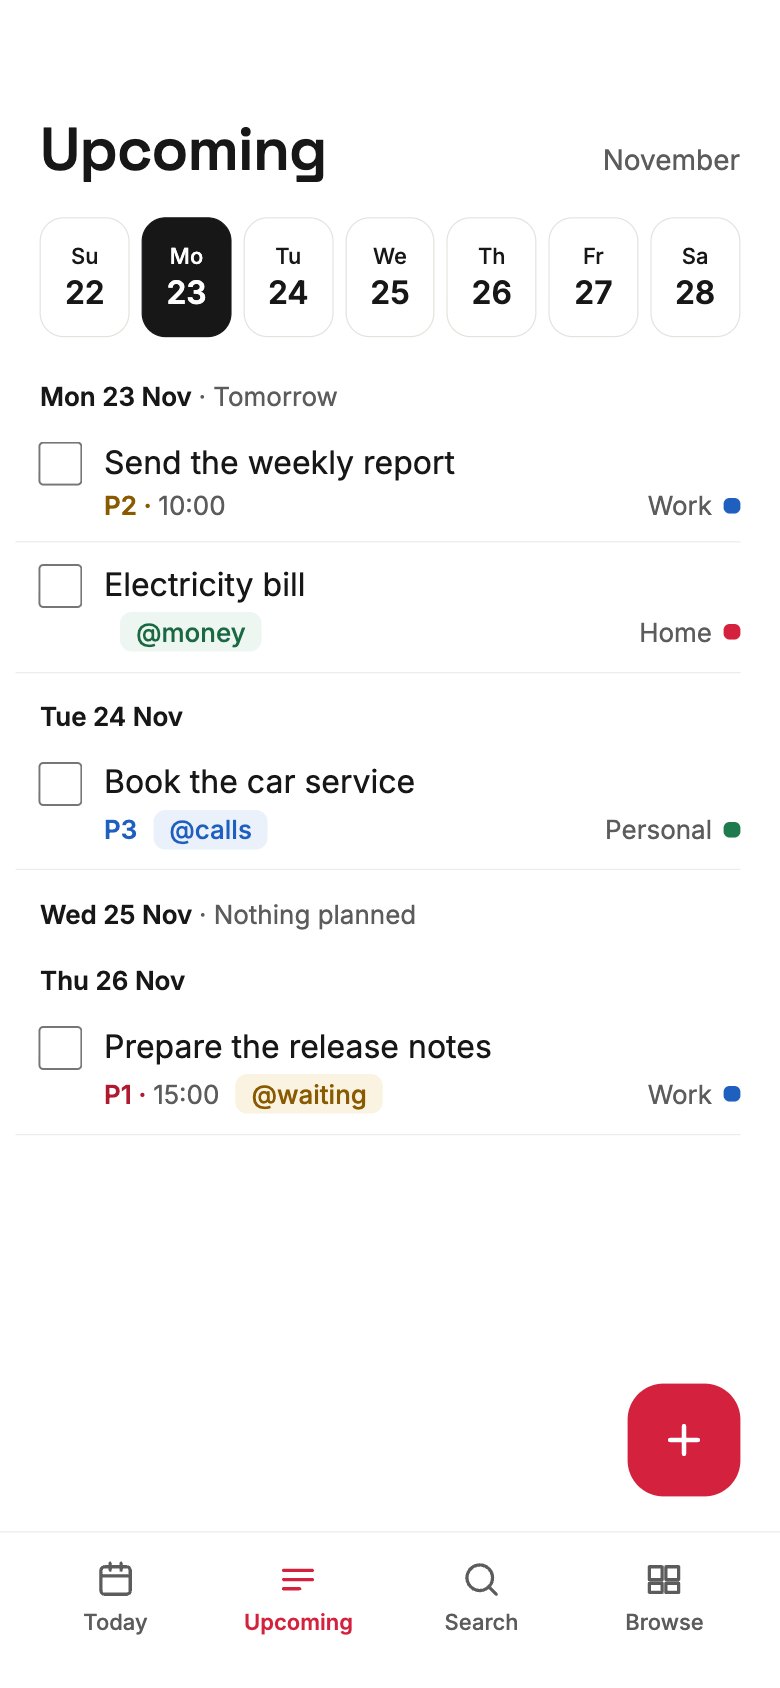 Upcoming
November
Su Mo Tu We Th Fr Sa
22 23 24 25 26 27 28
Mon 23 Nov · Tomorrow
Send the weekly report
P2 · 10:00 Work
Electricity bill
@money Home
Tue 24 Nov
Book the car service
P3 @calls Personal
Wed 25 Nov · Nothing planned
Thu 26 Nov
Prepare the release notes
P1 · 15:00 @waiting Work
Today Upcoming Search Browse